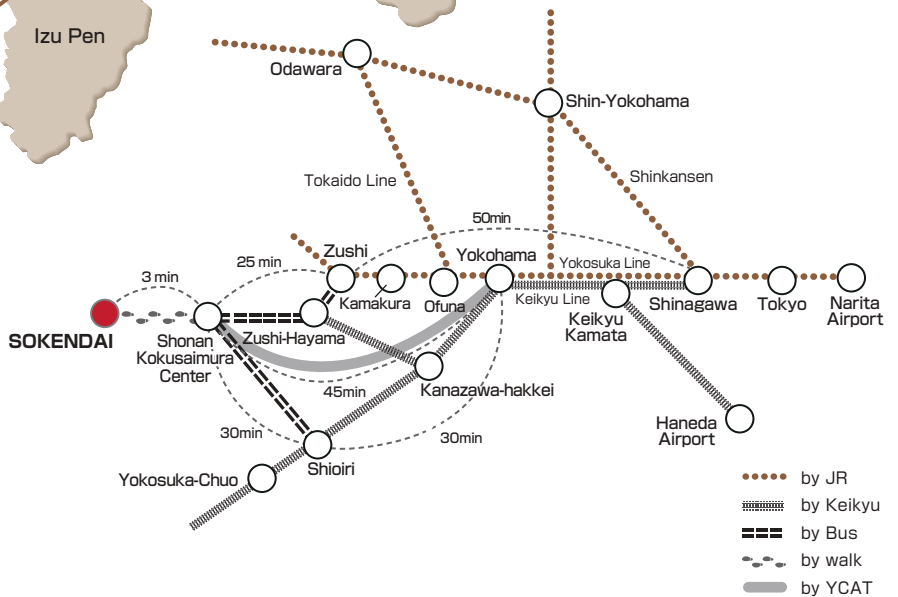 Izu Pen
Odawara
Shin-Yokohama
Tokaido Line
Shinkansen
50min
Zushi
Yokohama
25 min
Yokosuka Line
3 min
Kamakura
Ofuna
Keikyu Line
Shinagawa
Tokyo
Narita
Airport
Keikyu
Kamata
SOKENDAI
Zushi-Hayama
Shonan
Kokusaimura
Center
45min
Kanazawa-hakkei
Haneda
Airport
30min
30min
Shioiri
Yokosuka-Chuo
by JR
by Keikyu
by Bus
by walk
by YCAT